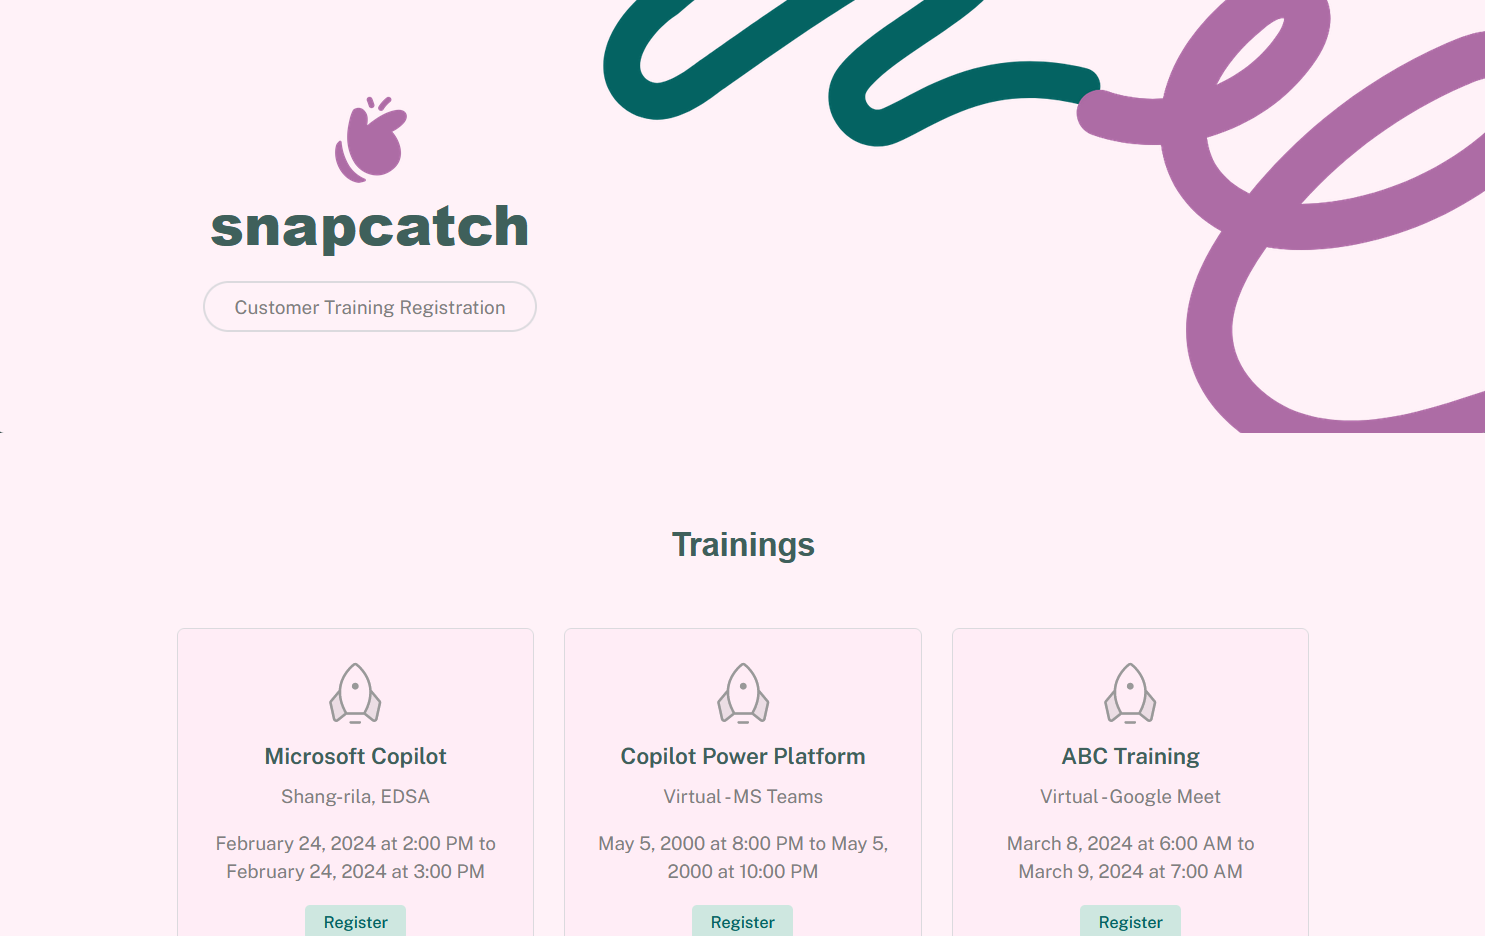 snapcatch
Customer Training Registration
Trainings
Microsoft Copilot
Shang-rila, EDSA
February 24, 2024 at 2:00 PM to
February 24, 2024 at 3:00 PM
Register
Copilot Power Platform
Virtual - MS Teams
May 5, 2000 at 8:00 PM to May 5,
2000 at 10:00 PM
Register
ABC Training
Virtual - Google Meet
March 8, 2024 at 6:00 AM to
March 9, 2024 at 7:00 AM
Register